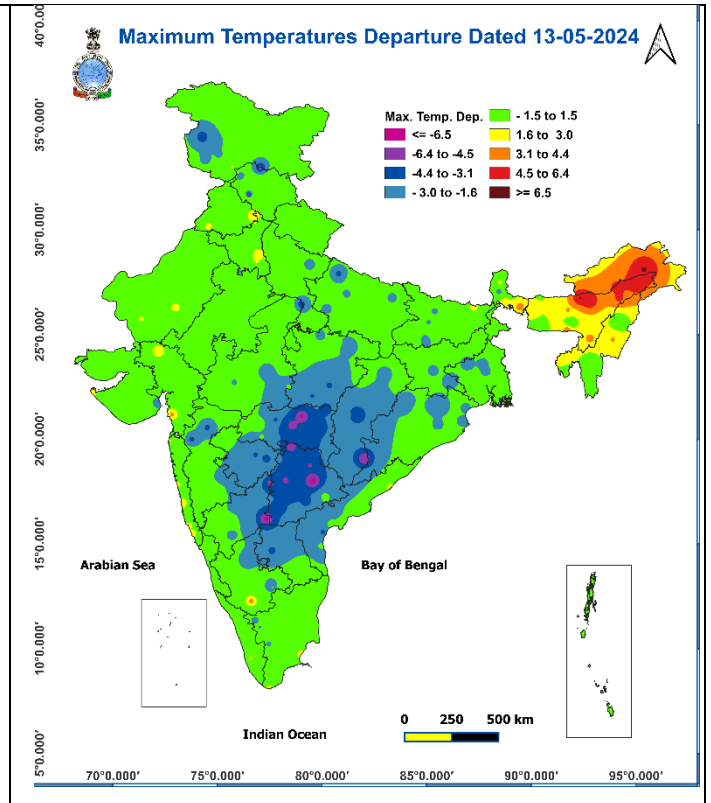 Maximum Temperatures Departure Dated 13-05-2024
Max. Temp. Dep.
<= -6.5
-6.4 to -4.5
-4.4 to -3.1
- 3.0 to -1.6
- 1.5 to 1.5
1.6 to 3.0
3.1 to 4.4
4.5 to 6.4
>= 6.5
40°0.000'
35°0.000'
30°0.000'
25°0.000'
20°0.000'
15°0.000'
10°0.000'
5°0.000'
Arabian Sea
Bay of Bengal
Indian Ocean
0 250 500 km
70°0.000' 75°0.000' 80°0.000' 85°0.000' 90°0.000' 95°0.000'